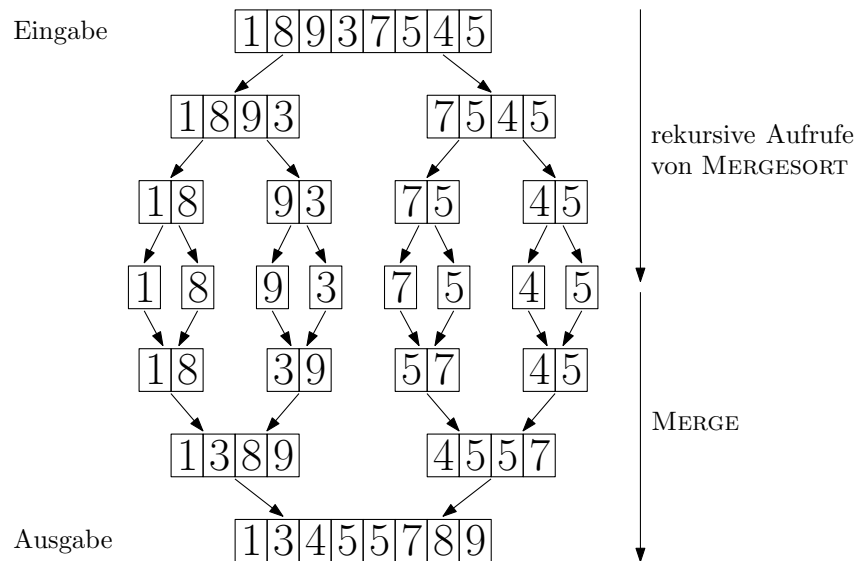 Eingabe 1 8 9 3 7 5 4 5
1 8 9 3 7 5 4 5
rekursive Aufrufe
von MERGESORT
1 8 9 3 7 5 4 5
1 8 9 3 7 5 4 5
1 8 3 9 5 7 4 5
MERGE
1 3 8 9 4 5 5 7
Ausgabe 1 3 4 5 5 7 8 9